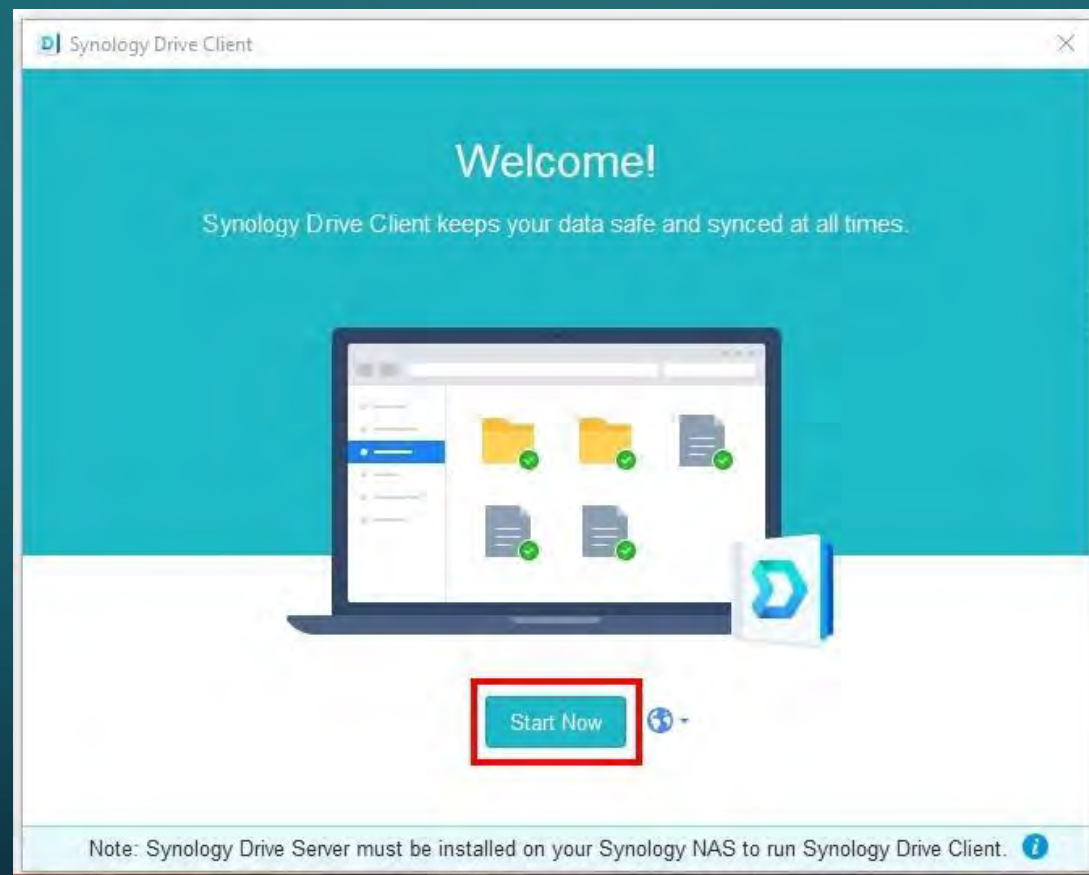 Synology Drive Client
Welcome!
Synology Drive Client keeps your data safe and synced at all times.
Start Now
Note: Synology Drive Server must be installed on your Synology NAS to run Synology Drive Client.